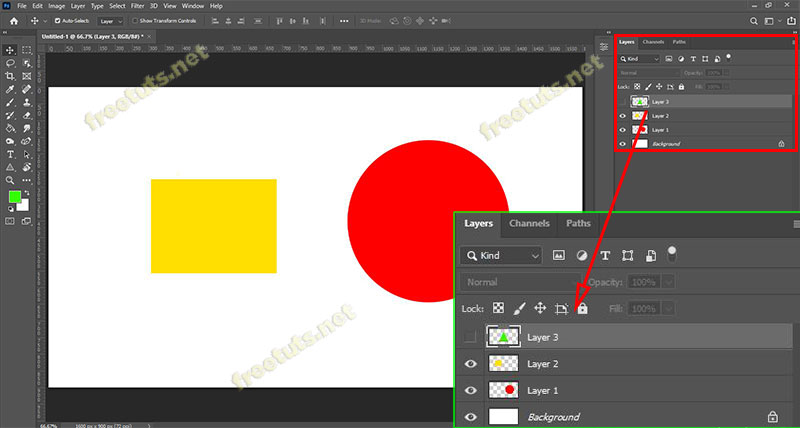 File Edit Image Layer Type Select Filter 3D View Plugins Window Help
Auto-Select: Layer Show Transform Controls 3D Mode:
Untitled-1 @ 66.7% (Layer 3, RGB/8#) *
freetuts.net
freetuts.net
freetuts.net
Layers Channels Paths
Kind
Normal Opacity: 100%
Lock: Fill: 100%
Layer 3
Layer 2
Layer 1
Background
Layers Channels Paths
Kind
Normal Opacity: 100%
Lock: Fill: 100%
Layer 3
Layer 2
Layer 1
Background
66.67% 1600 px x 900 px (72 ppi)